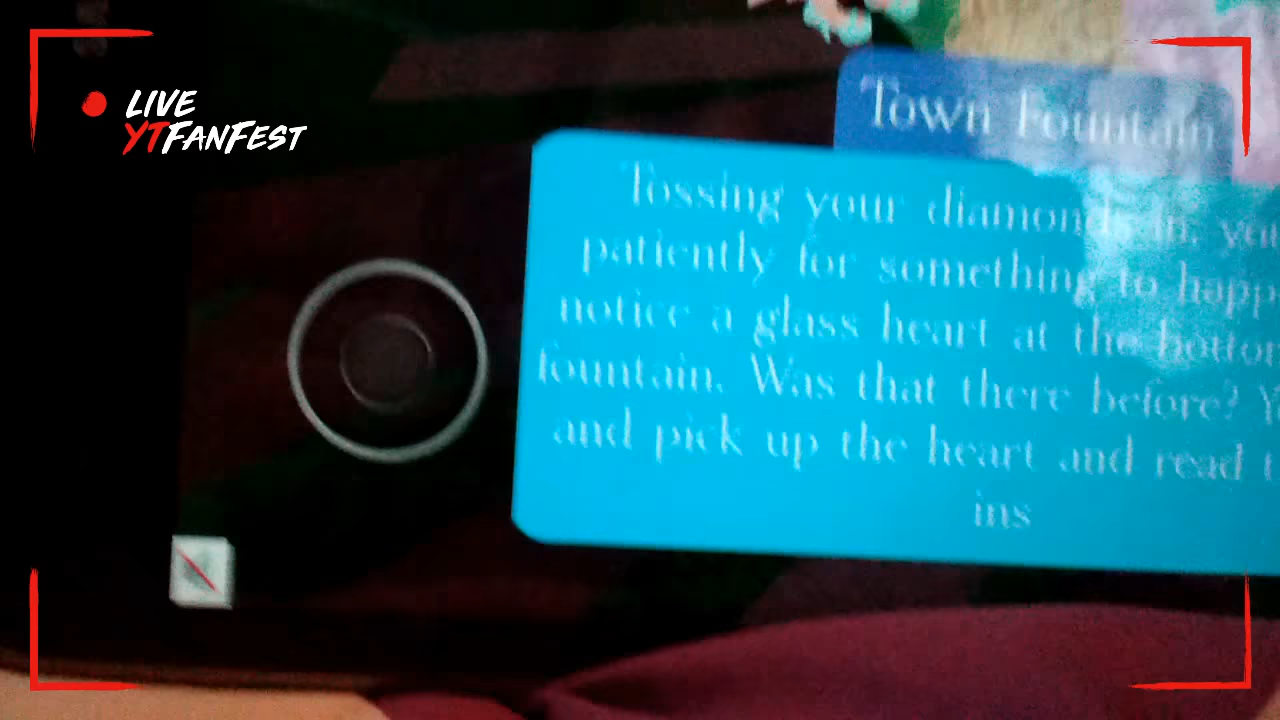 LIVE
YTFANFEST
Town Fountain
Tossing your diamonds in, you
patiently for something to happ
notice a glass heart at the bottom
fountain. Was that there before? Y
and pick up the heart and read t
ins